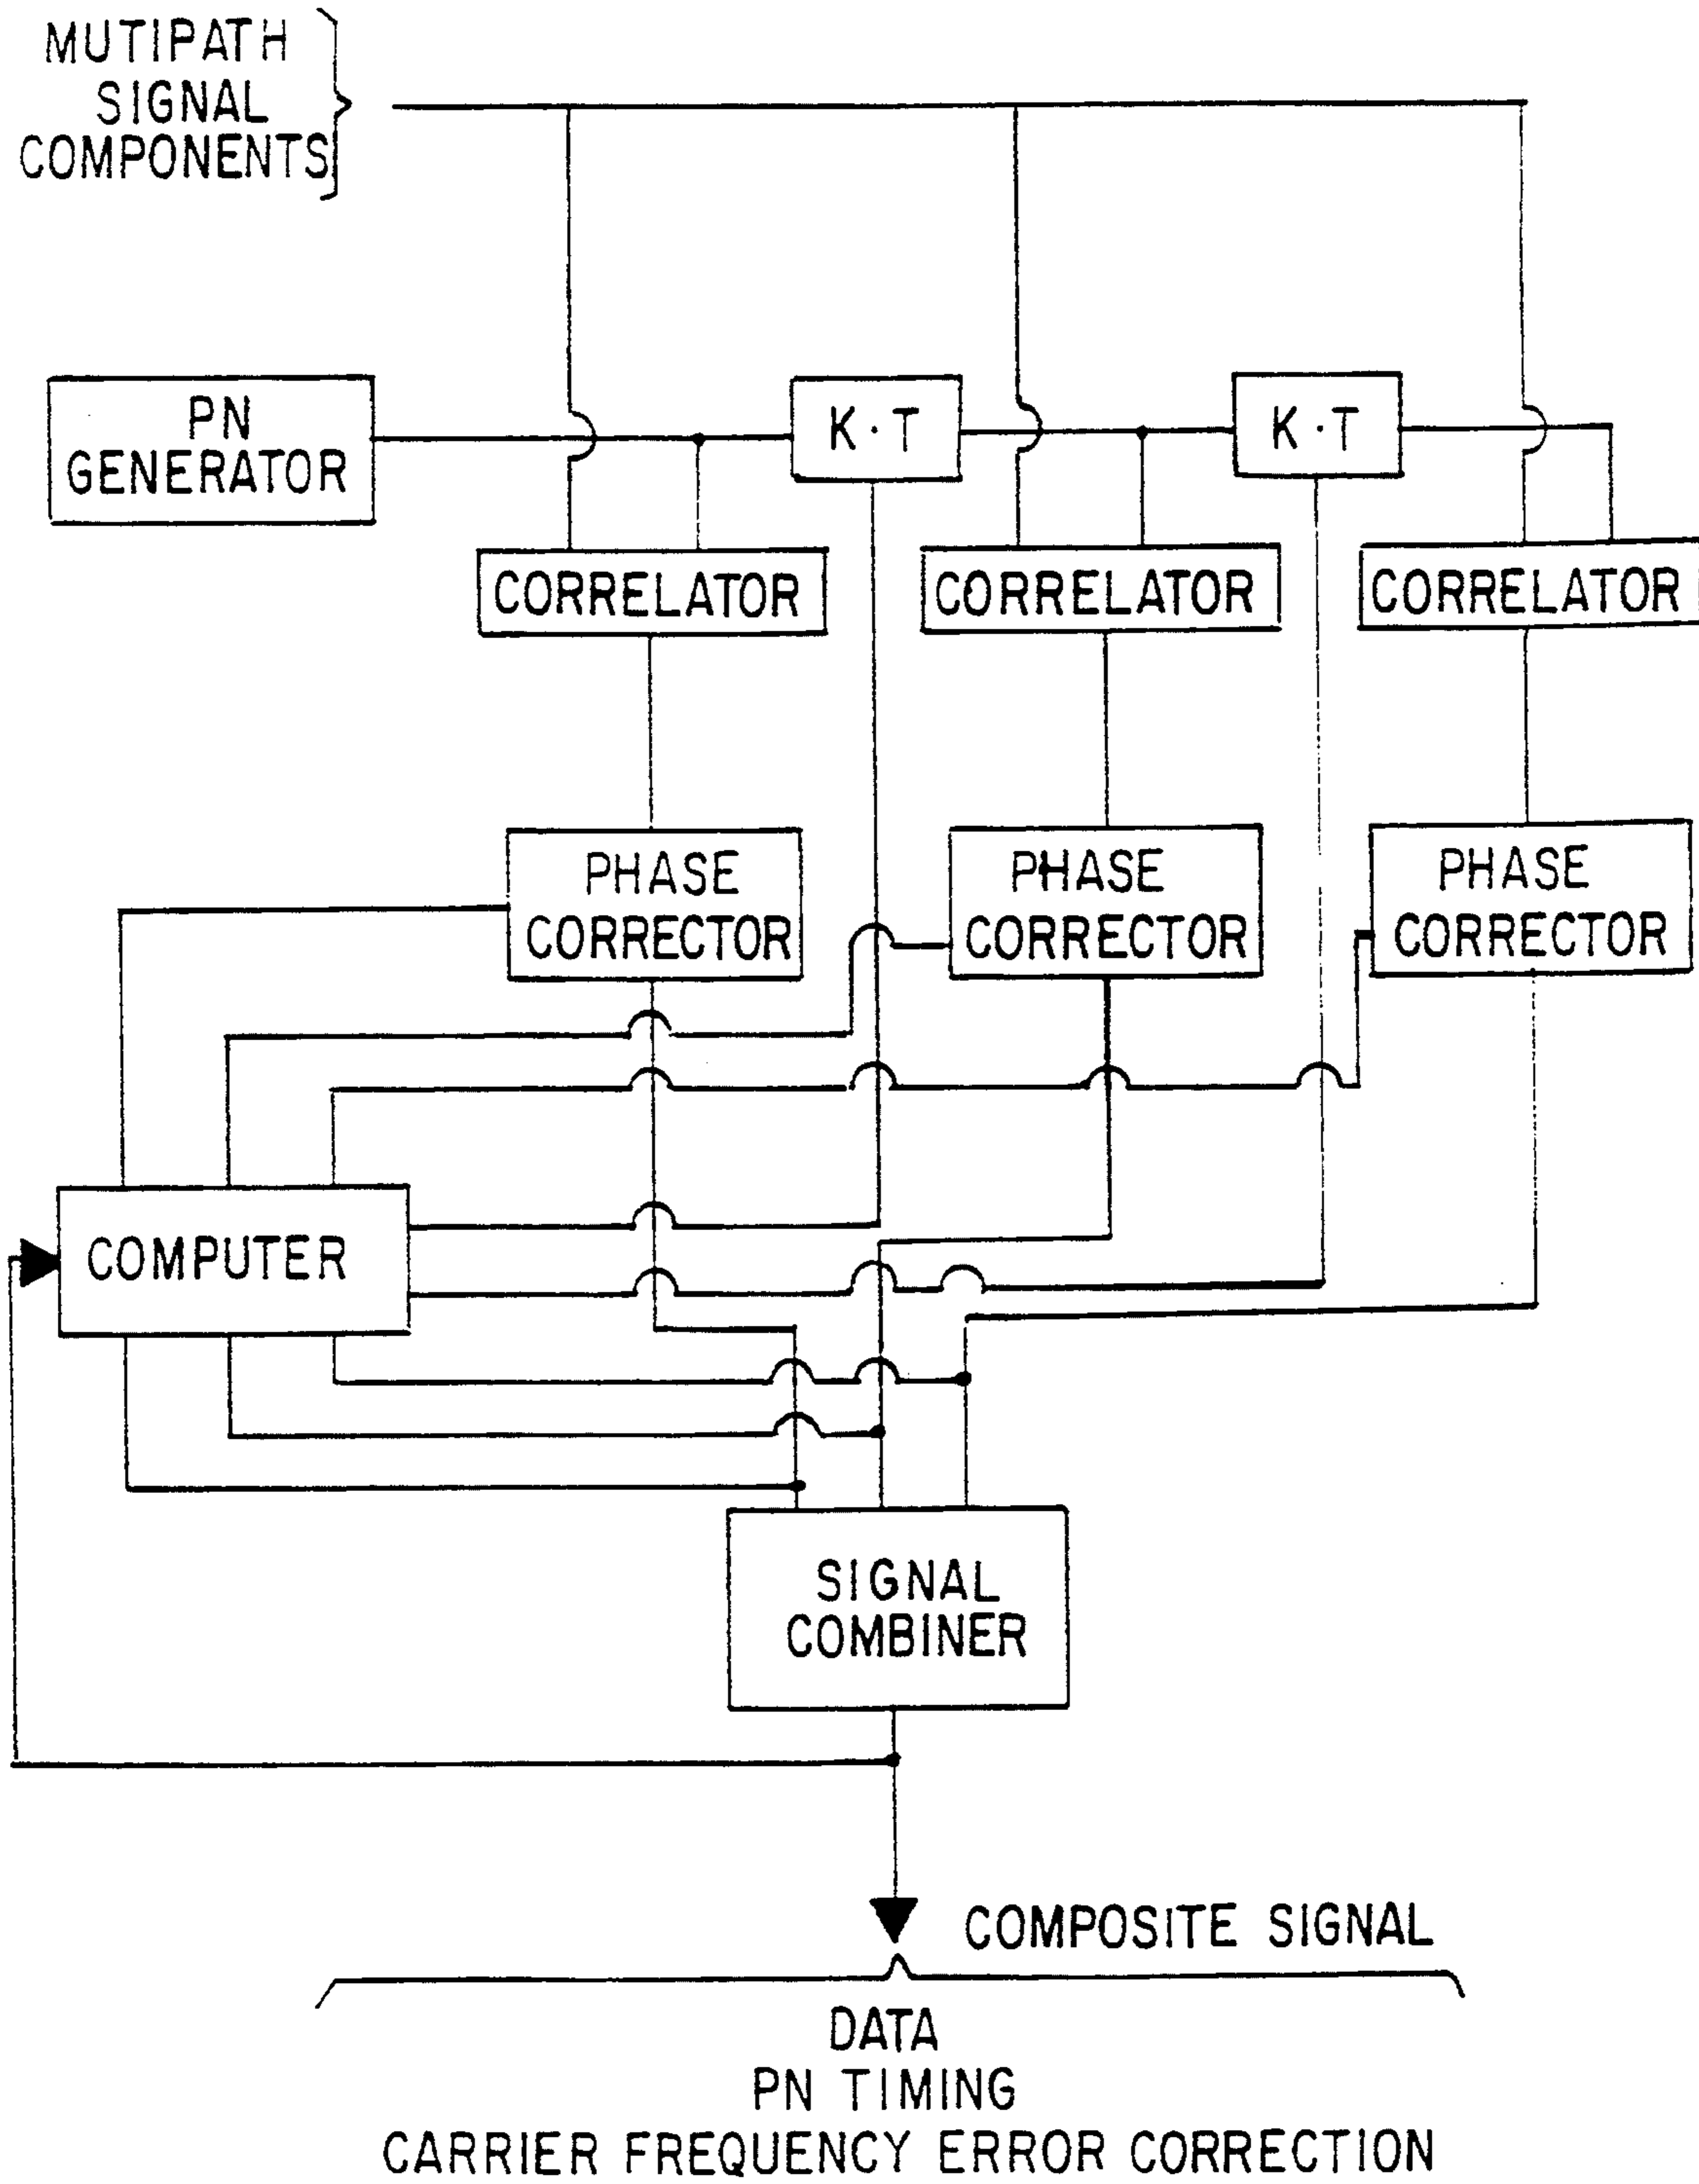 MUTIPATH
SIGNAL
COMPONENTS
PN
GENERATOR
K·T
K·T
CORRELATOR
CORRELATOR
CORRELATOR
PHASE
CORRECTOR
PHASE
CORRECTOR
PHASE
CORRECTOR
COMPUTER
SIGNAL
COMBINER
COMPOSITE SIGNAL
DATA
PN TIMING
CARRIER FREQUENCY ERROR CORRECTION